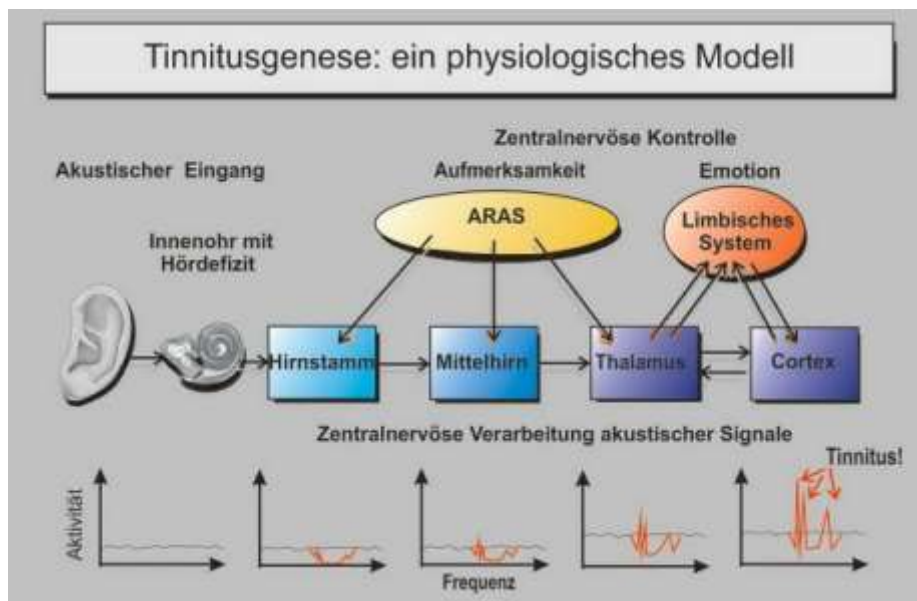 Tinnitusgenese: ein physiologisches Modell
Zentralnervöse Kontrolle
Akustischer Eingang
Aufmerksamkeit
Emotion
ARAS
Limbisches
System
Innenohr mit
Hördefizit
Hirnstamm
Mittelhirn
Thalamus
Cortex
Zentralnervöse Verarbeitung akustischer Signale
Tinnitus!
Aktivität
Frequenz